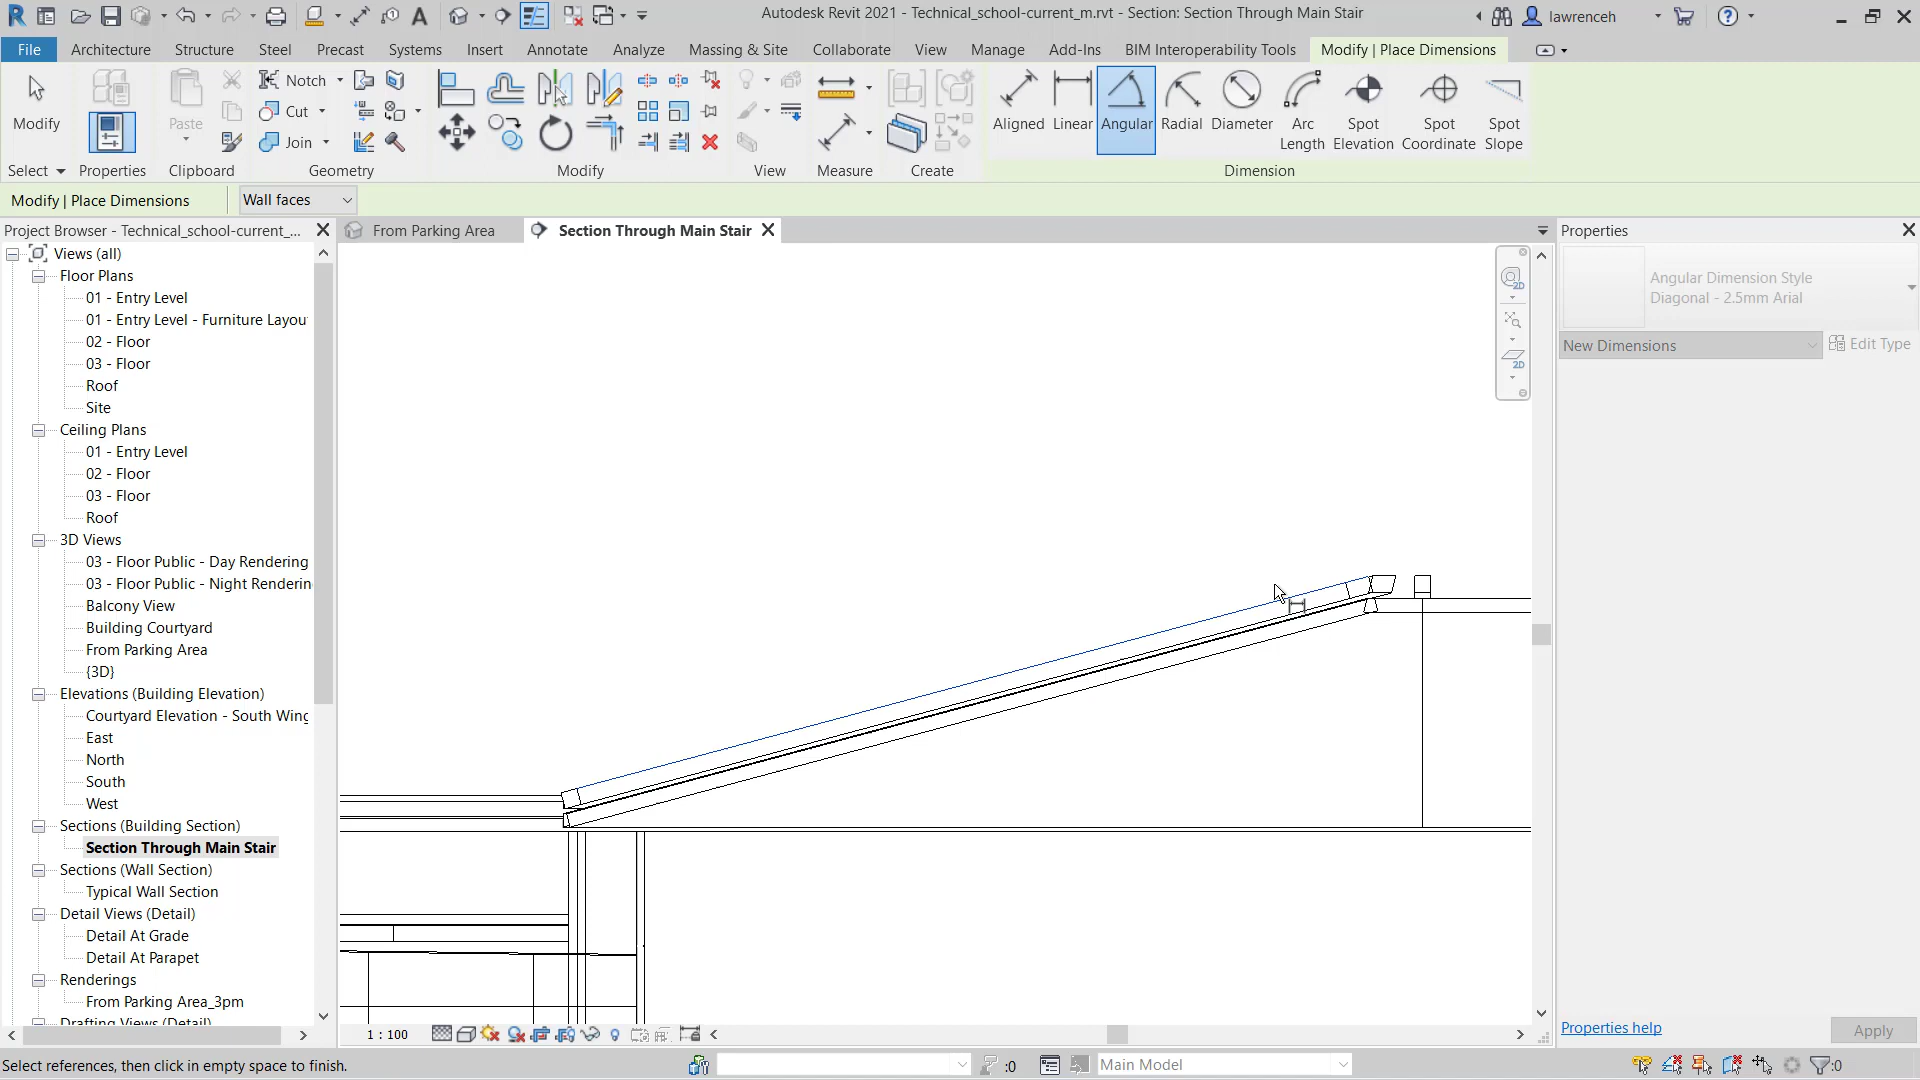 Autodesk Revit 2021 - Technical_school-current_m.rvt - Section: Section Through Main Stair
lawrenceh
File
Architecture
Structure
Steel
Precast
Systems
Insert
Annotate
Analyze
Massing & Site
Collaborate
View
Manage
Add-Ins
BIM Interoperability Tools
Modify | Place Dimensions
Modify
Paste
Notch
Cut
Join
Aligned
Linear
Angular
Radial
Diameter
Arc Length
Spot Elevation
Spot Coordinate
Spot Slope
Select
Properties
Clipboard
Geometry
Modify
View
Measure
Create
Dimension
Modify | Place Dimensions
Wall faces
Project Browser - Technical_school-current_...
From Parking Area
Section Through Main Stair
Properties
Views (all)
Floor Plans
01 - Entry Level
01 - Entry Level - Furniture Layou
02 - Floor
03 - Floor
Roof
Site
Ceiling Plans
01 - Entry Level
02 - Floor
03 - Floor
Roof
3D Views
03 - Floor Public - Day Rendering
03 - Floor Public - Night Renderin
Balcony View
Building Courtyard
From Parking Area
{3D}
Elevations (Building Elevation)
Courtyard Elevation - South Wing
East
North
South
West
Sections (Building Section)
Section Through Main Stair
Sections (Wall Section)
Typical Wall Section
Detail Views (Detail)
Detail At Grade
Detail At Parapet
Renderings
From Parking Area_3pm
Drafting Views (Detail)
2D
2D
Angular Dimension Style
Diagonal - 2.5mm Arial
New Dimensions
Edit Type
Properties help
Apply
1 : 100
Select references, then click in empty space to finish.
:0
Main Model
:0